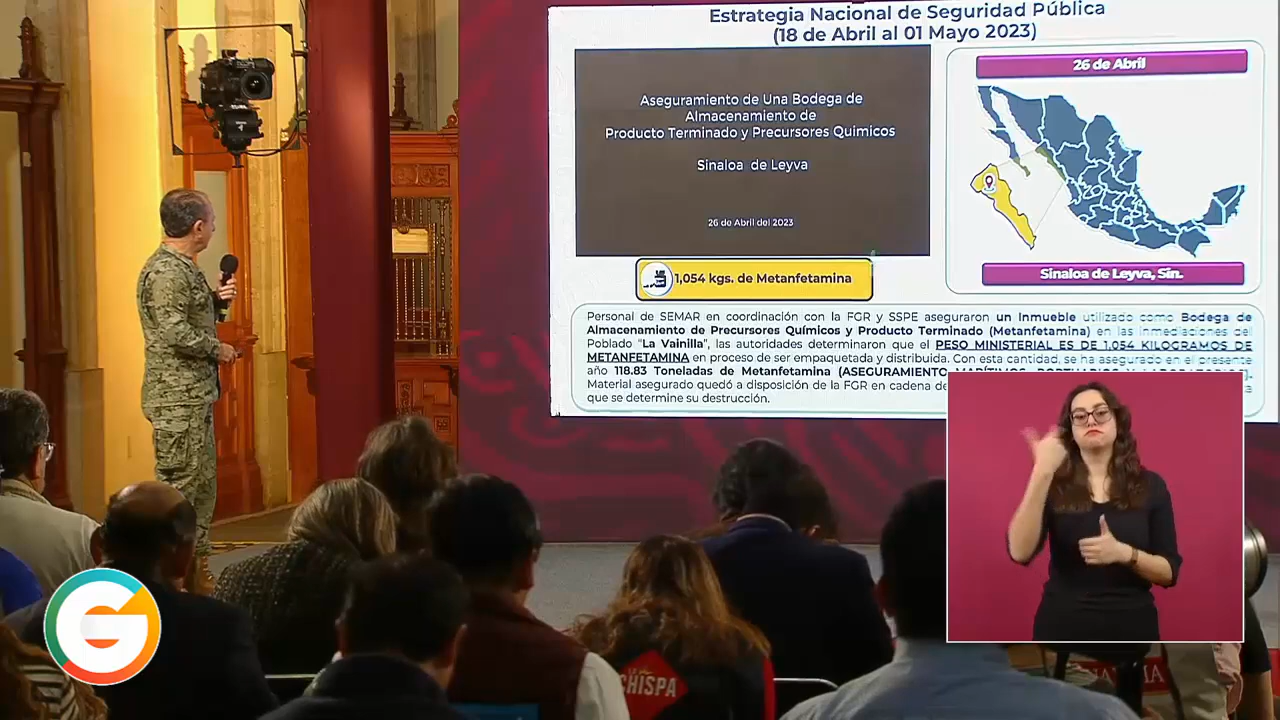 Estrategia Nacional de Seguridad Pública
(18 de Abril al 01 Mayo 2023)
Aseguramiento de Una Bodega de
Almacenamiento de
Producto Terminado y Precursores Químicos
Sinaloa de Leyva
26 de Abril del 2023
26 de Abril
Sinaloa de Leyva, Sin.
1,054 kgs. de Metanfetamina
Personal de SEMAR en coordinación con la FGR y SSPE aseguraron un Inmueble utilizado como Bodega de
Almacenamiento de Precursores Químicos y Producto Terminado (Metanfetamina) en las inmediaciones del
Poblado "La Vainilla", las autoridades determinaron que el PESO MINISTERIAL ES DE 1,054 KILOGRAMOS DE
METANFETAMINA en proceso de ser empaquetada y distribuida. Con esta cantidad, se ha asegurado en el presente
año 118.83 Toneladas de Metanfetamina (ASEGURAMIENTO
Material asegurado quedó a disposición de la FGR en cadena de
que se determine su destrucción.
G
CHISPA